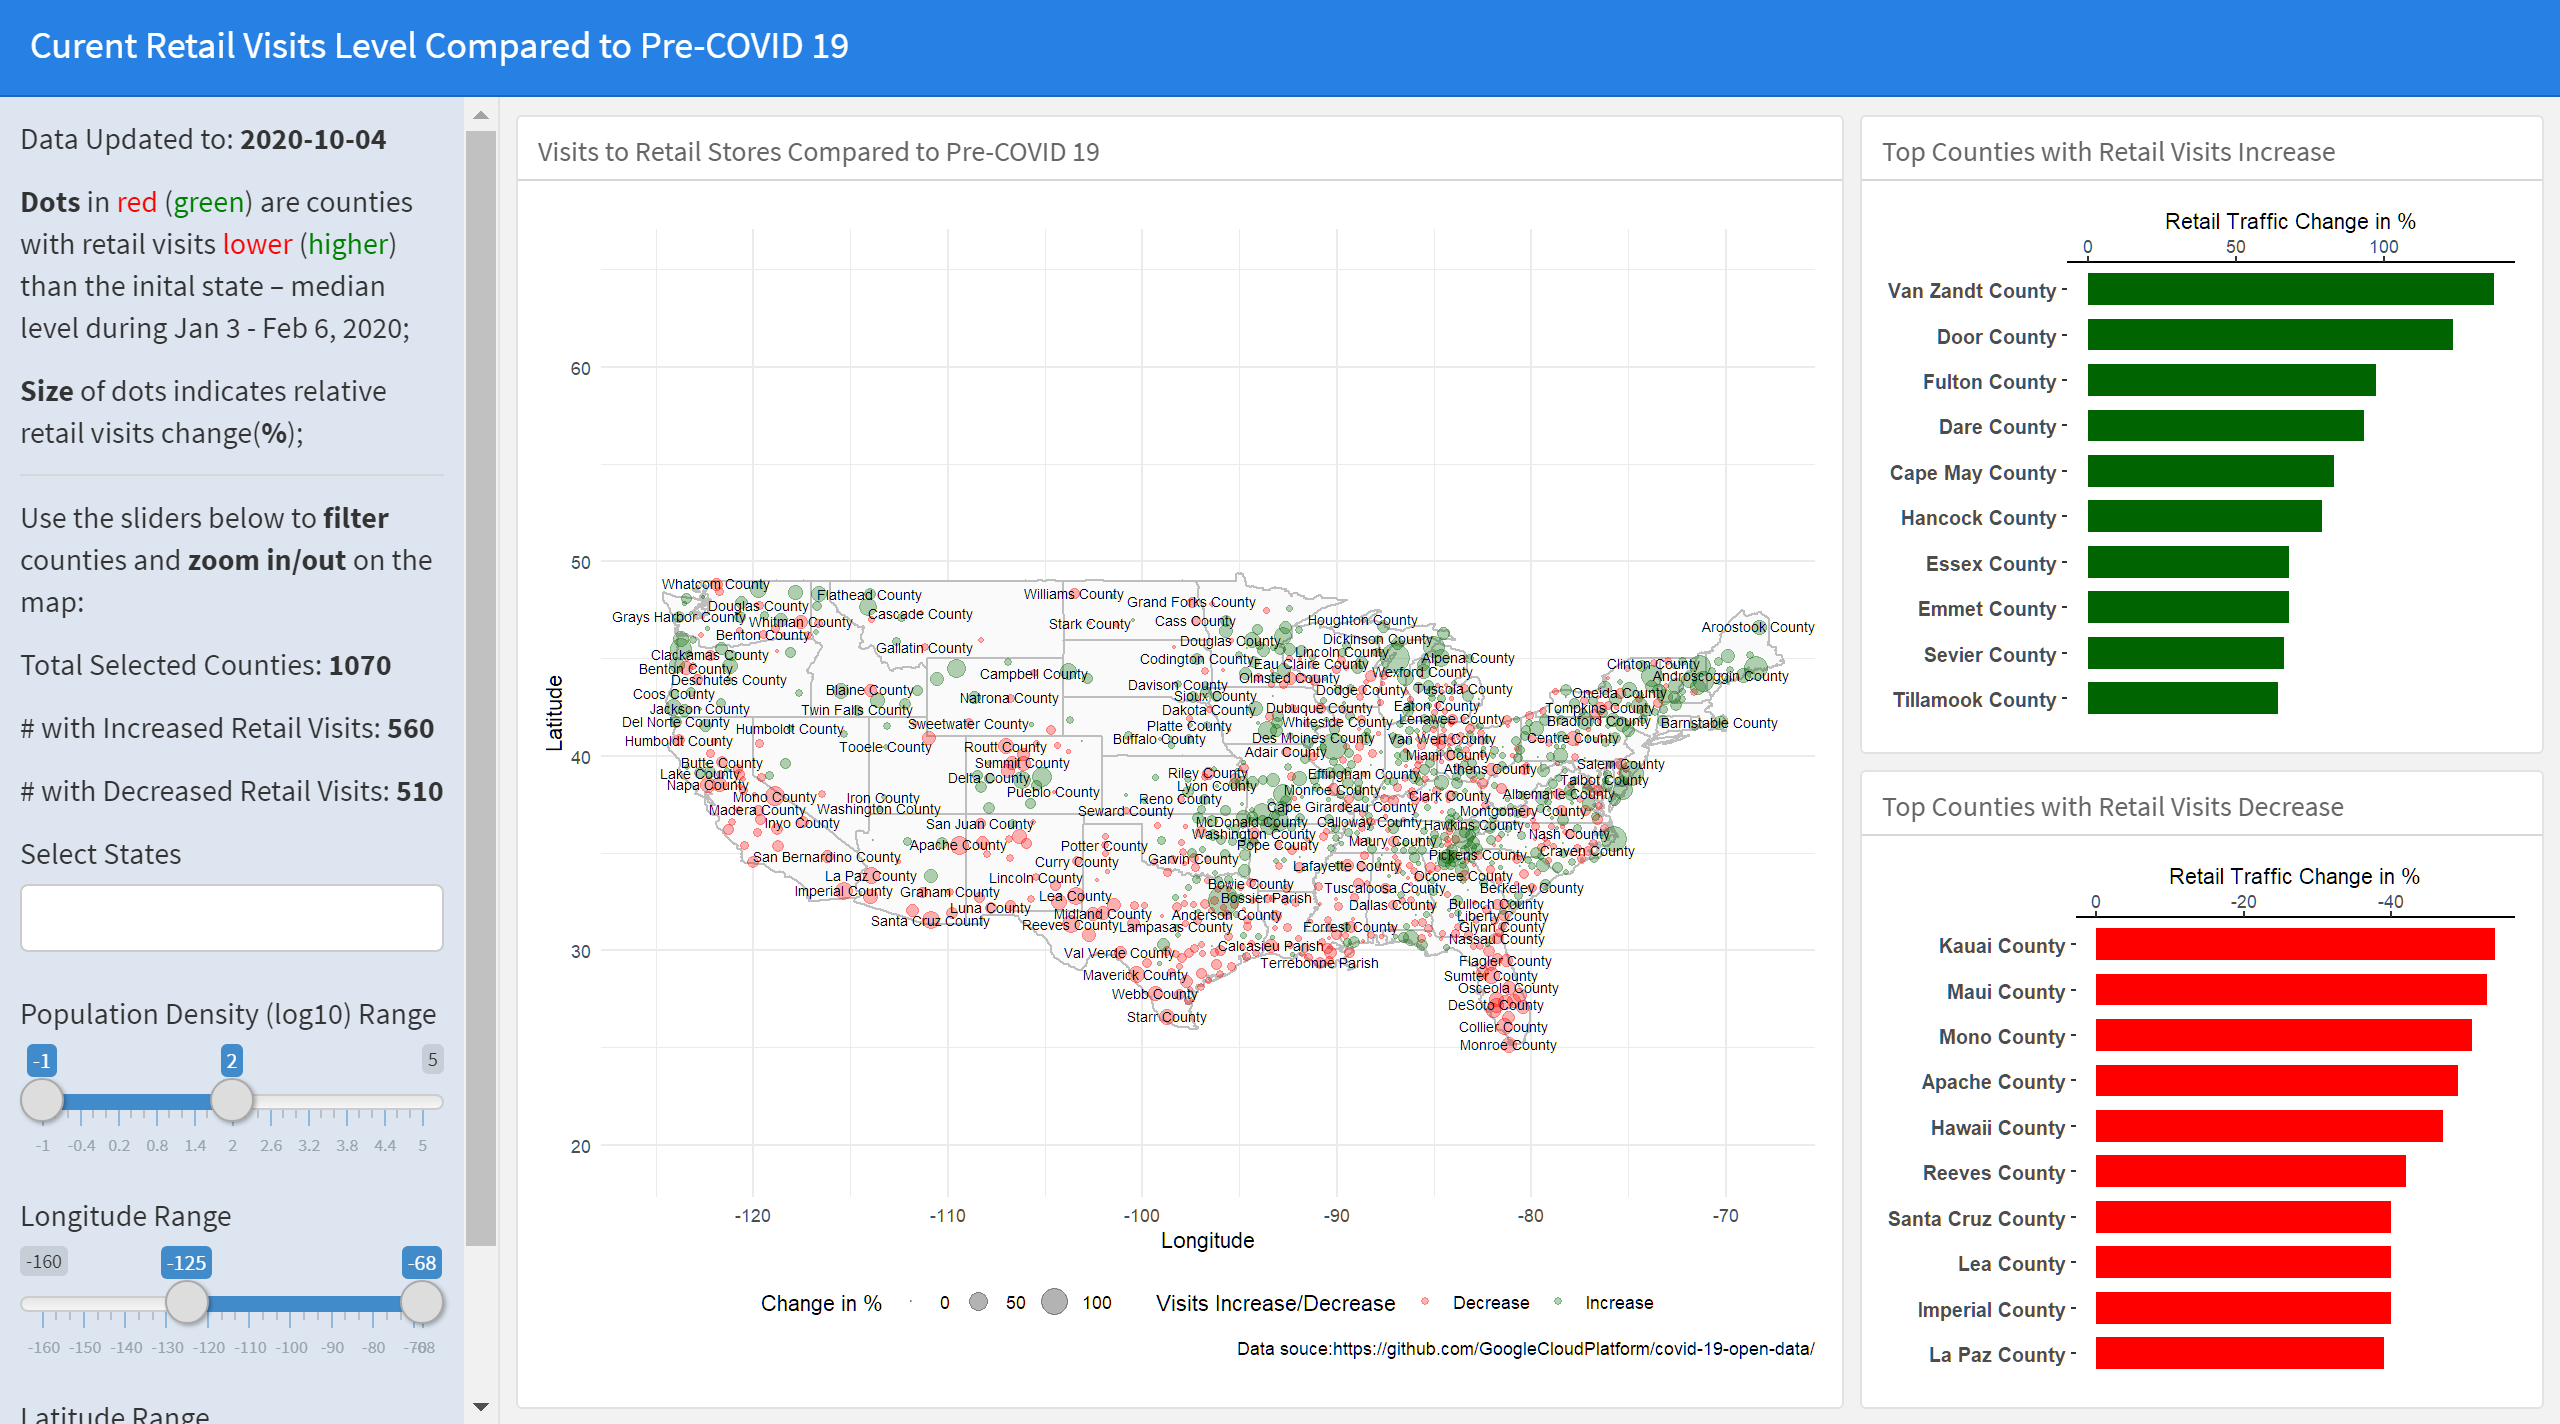 Curent Retail Visits Level Compared to Pre-COVID 19
Data Updated to: 2020-10-04
Dots in red (green) are counties
with retail visits lower (higher)
than the inital state – median
level during Jan 3 - Feb 6, 2020;
Size of dots indicates relative
retail visits change(%);
Use the sliders below to filter
counties and zoom in/out on the
map:
Total Selected Counties: 1070
# with Increased Retail Visits: 560
# with Decreased Retail Visits: 510
Select States
Population Density (log10) Range
-1 2 5
-1 -0.4 0.2 0.8 1.4 2 2.6 3.2 3.8 4.4 5
Longitude Range
-160 -125 -68
-160 -150 -140 -130 -120 -110 -100 -90 -80
Latitude Range
Visits to Retail Stores Compared to Pre-COVID 19
Latitude
60
50
40
30
20
Whatcom County
Flathead County
Williams County
Grand Forks County
Douglas County
Cascade County
Grays Harbor County
Whitman County
Stark County
Cass County
Houghton County
Aroostook County
Benton County
Douglas County
Dickinson County
Gallatin County
Lincoln County
Clackamas County
Codington County
Eau Claire County
Alpena County
Clinton County
Benton County
Campbell County
Olmsted County
Wexford County
Androscoggin County
Deschutes County
Davison County
Coos County
Blaine County
Natrona County
Sioux County
Dodge County
Tuscola County
Oneida County
Jackson County
Twin Falls County
Dakota County
Dubuque County
Eaton County
Tompkins County
Del Norte County
Humboldt County
Sweetwater County
Platte County
Whiteside County
Lenawee County
Bradford County
Barnstable County
Humboldt County
Tooele County
Routt County
Buffalo County
Des Moines County
Van Wert County
Centre County
Adair County
Miami County
Butte County
Summit County
Salem County
Lake County
Delta County
Riley County
Effingham County
Athens County
Talbot County
Napa County
Pueblo County
Lyon County
Monroe County
Mono County
Iron County
Reno County
Clark County
Albemarle County
Madera County
Washington County
Seward County
Cape Girardeau County
Montgomery County
Inyo County
San Juan County
McDonald County
Calloway County
Hawkins County
Washington County
Nash County
Apache County
Potter County
Pope County
Maury County
San Bernardino County
Curry County
Garvin County
Pickens County
Craven County
La Paz County
Lincoln County
Lafayette County
Oconee County
Imperial County
Graham County
Lea County
Bowie County
Tuscaloosa County
Berkeley County
Luna County
Bossier Parish
Dallas County
Bulloch County
Santa Cruz County
Midland County
Anderson County
Liberty County
Reeves County
Lampasas County
Forrest County
Glynn County
Nassau County
Val Verde County
Calcasieu Parish
Terrebonne Parish
Flagler County
Maverick County
Sumter County
Webb County
Osceola County
Starr County
DeSoto County
Collier County
Monroe County
-120 -110 -100 -90 -80 -70
Longitude
Change in % 0 50 100 Visits Increase/Decrease Decrease Increase
Data souce:https://github.com/GoogleCloudPlatform/covid-19-open-data/
Top Counties with Retail Visits Increase
Retail Traffic Change in %
0 50 100
Van Zandt County
Door County
Fulton County
Dare County
Cape May County
Hancock County
Essex County
Emmet County
Sevier County
Tillamook County
Top Counties with Retail Visits Decrease
Retail Traffic Change in %
0 -20 -40
Kauai County
Maui County
Mono County
Apache County
Hawaii County
Reeves County
Santa Cruz County
Lea County
Imperial County
La Paz County